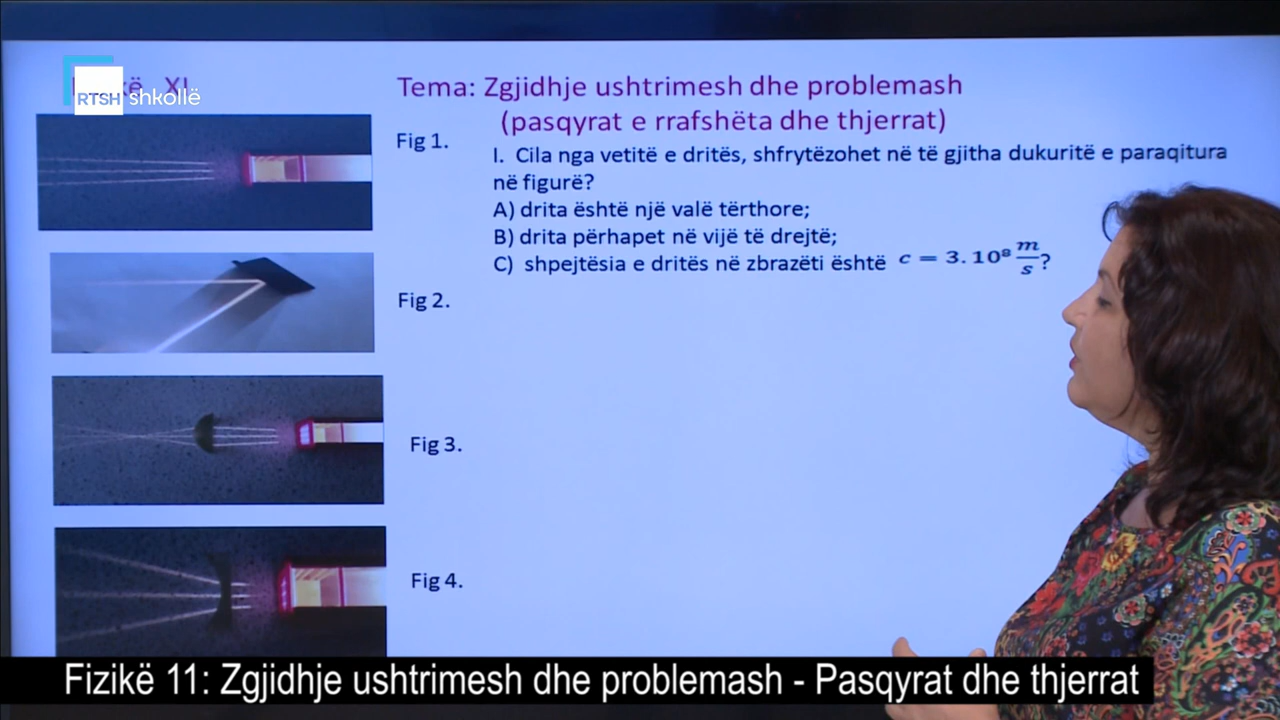 XI
RTSH shkollë
Tema: Zgjidhje ushtrimesh dhe problemash
(pasqyrat e rrafshëta dhe thjerrat)
Fig 1.
I. Cila nga vetitë e dritës, shfrytëzohet në të gjitha dukuritë e paraqitura
në figurë?
A) drita është një valë tërthore;
B) drita përhapet në vijë të drejtë;
C) shpejtësia e dritës në zbrazëti është c = 3.10⁸ m/s ?
Fig 2.
Fig 3.
Fig 4.
Fizikë 11: Zgjidhje ushtrimesh dhe problemash - Pasqyrat dhe thjerrat